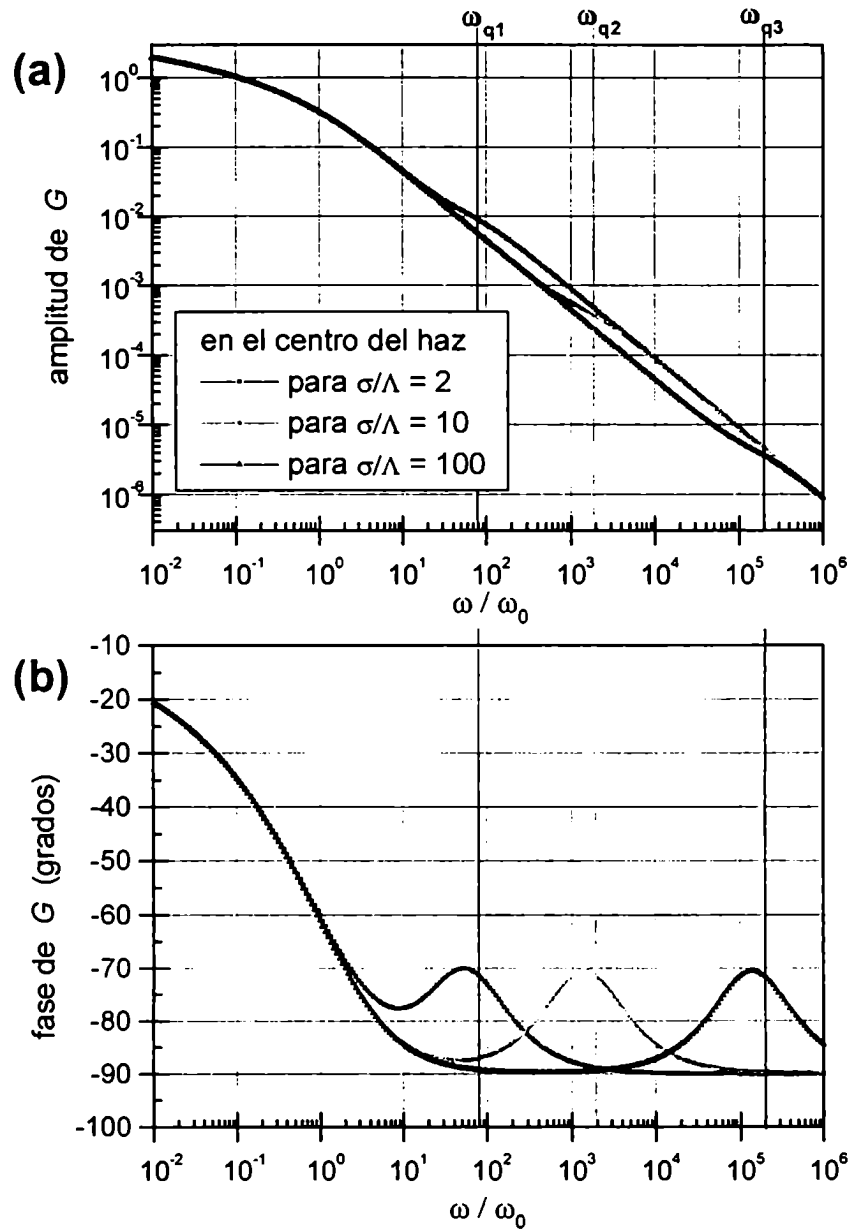 ω_q1 ω_q2 ω_q3
(a)
amplitud de G
10^0
10^-1
10^-2
10^-3
10^-4
10^-5
10^-6
en el centro del haz
para σ/Λ = 2
para σ/Λ = 10
para σ/Λ = 100
10^-2 10^-1 10^0 10^1 10^2 10^3 10^4 10^5 10^6
ω / ω_0
(b)
fase de G (grados)
-10
-20
-30
-40
-50
-60
-70
-80
-90
-100
10^-2 10^-1 10^0 10^1 10^2 10^3 10^4 10^5 10^6
ω / ω_0